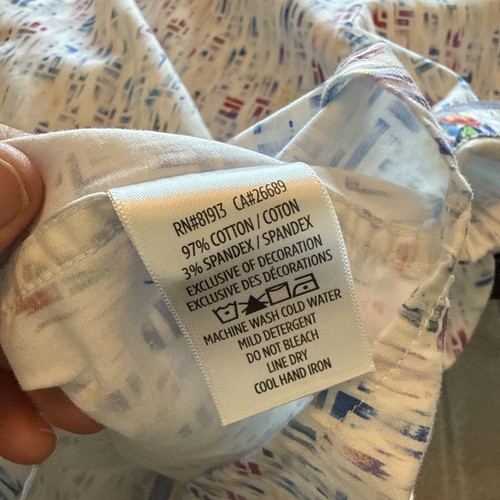 RN#81913 CA#26689
97% COTTON / COTON
3% SPANDEX / SPANDEX
EXCLUSIVE OF DECORATION
EXCLUSIVE DES DÉCORATIONS
MACHINE WASH COLD WATER
MILD DETERGENT
DO NOT BLEACH
LINE DRY
COOL HAND IRON